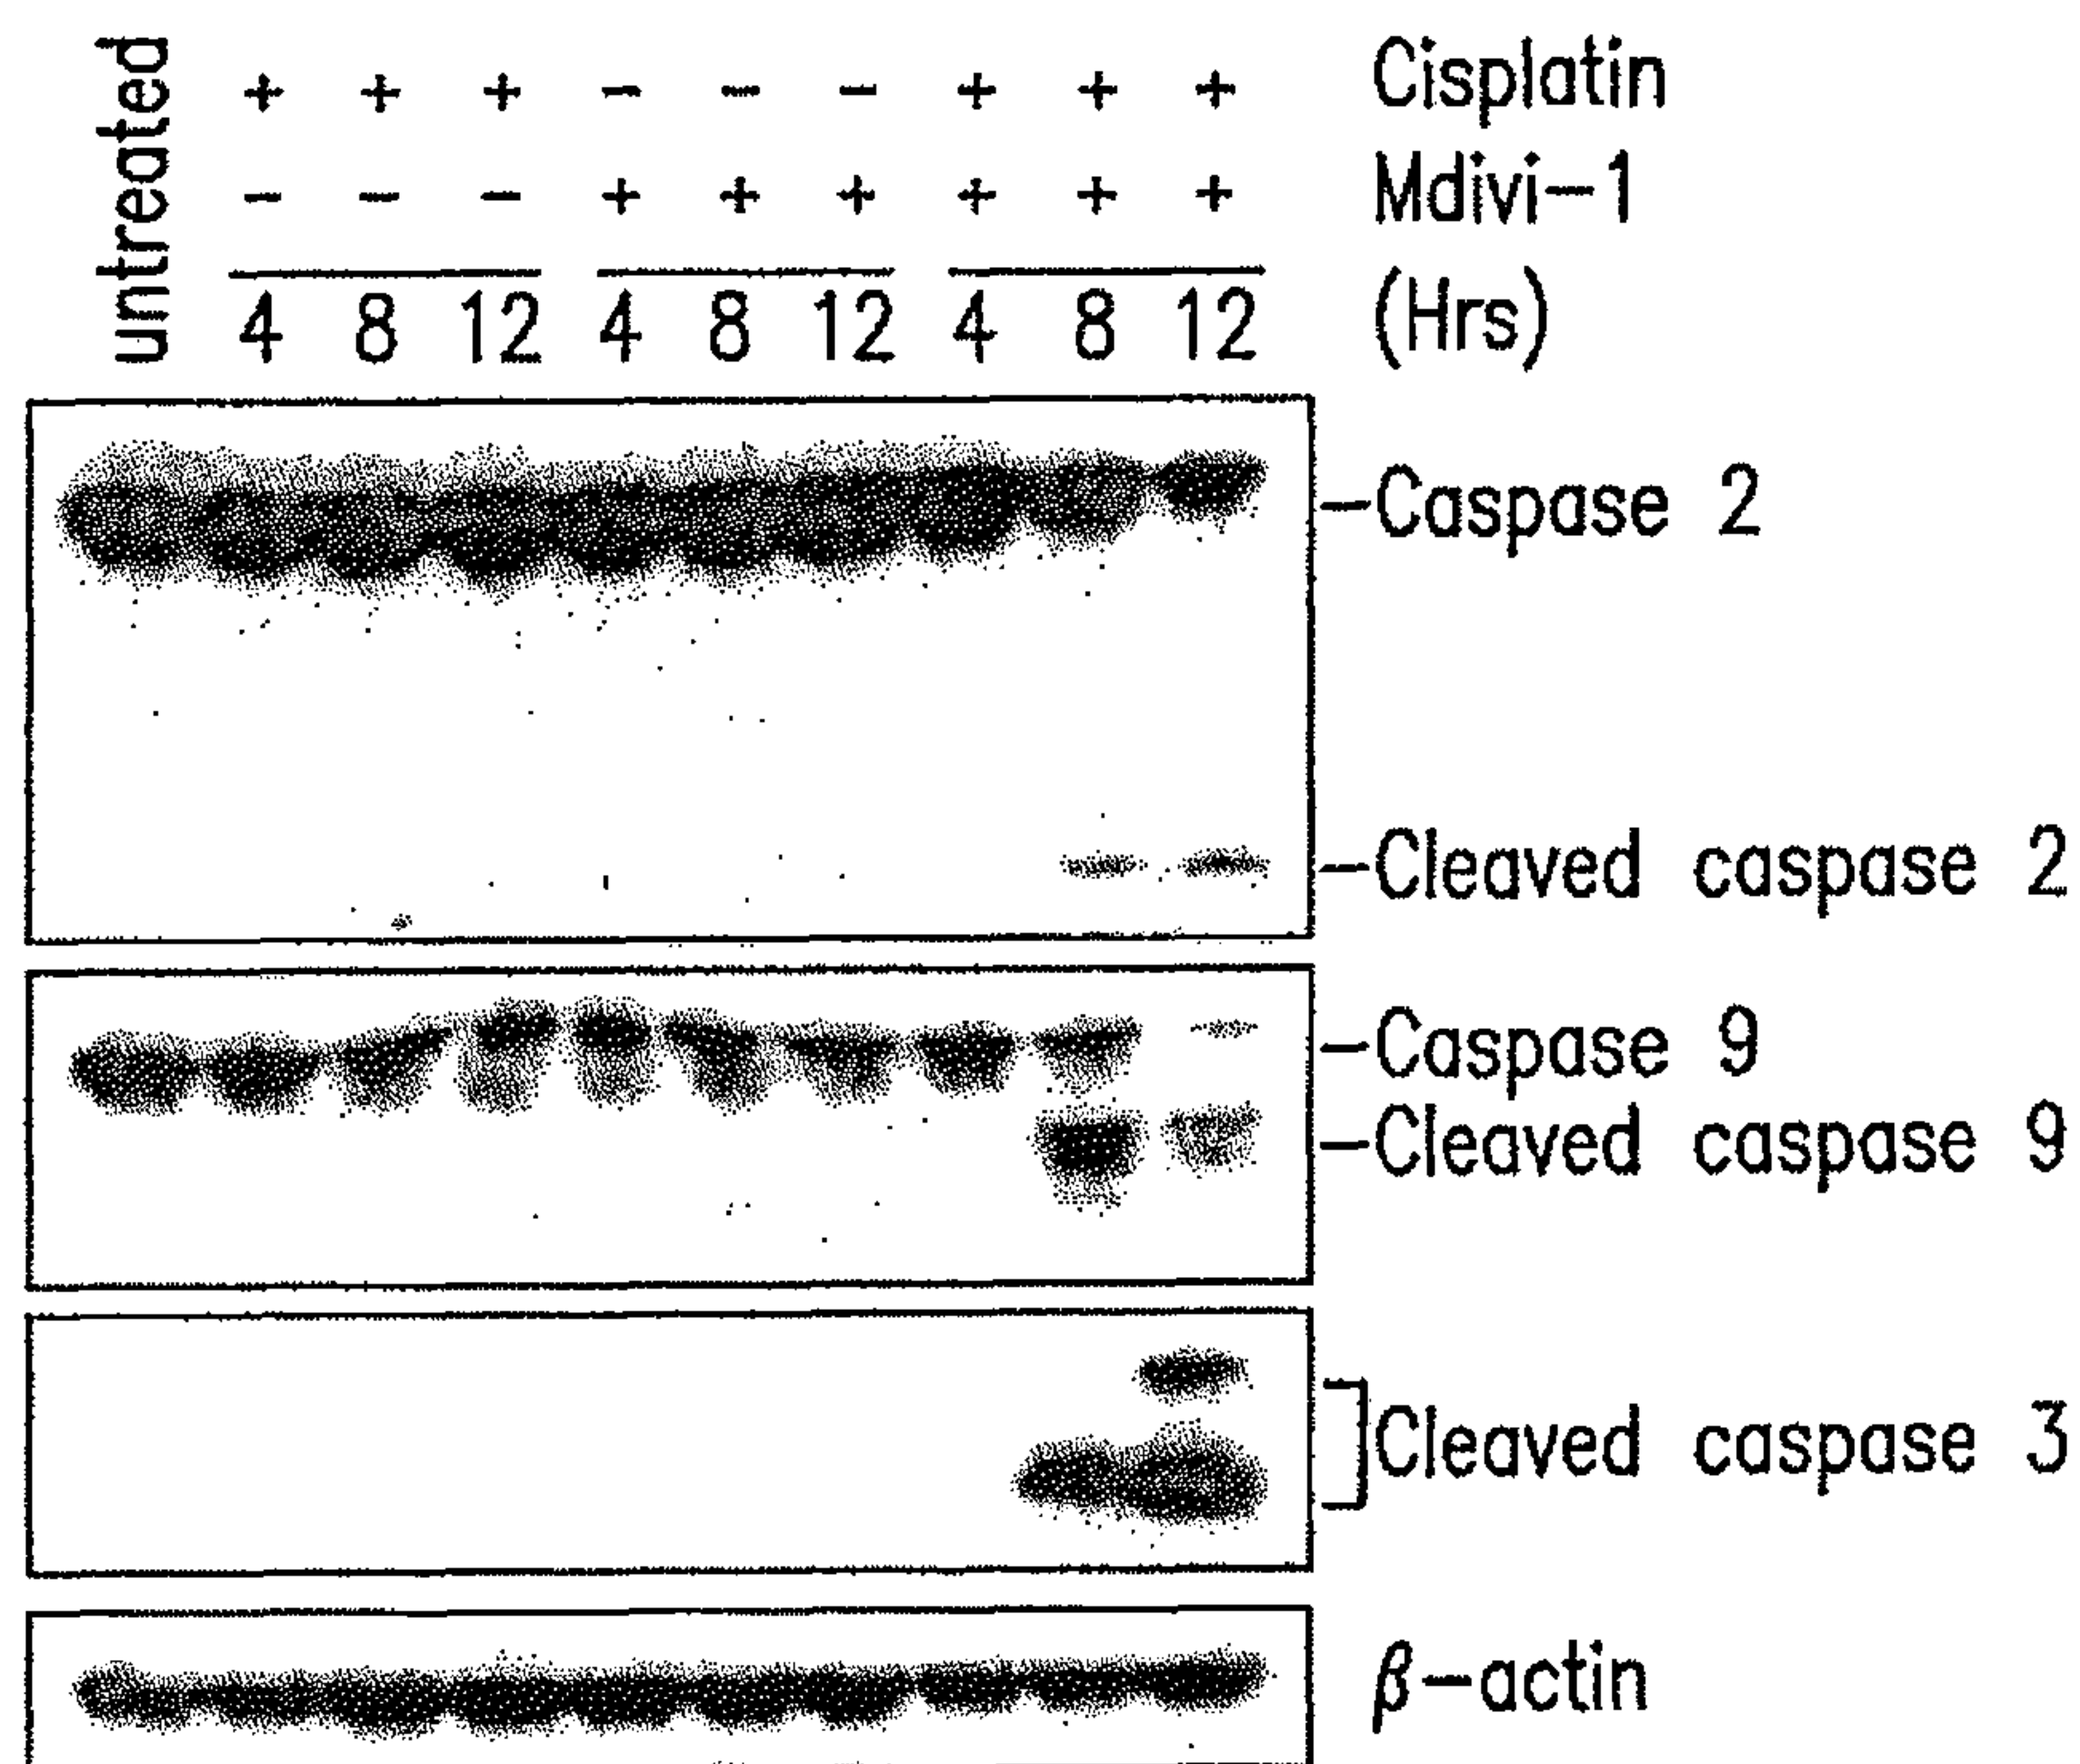 untreated
+ + + − − − + + + Cisplatin
− − − + + + + + + Mdivi-1
4 8 12 4 8 12 4 8 12 (Hrs)
Caspase 2
Cleaved caspase 2
Caspase 9
Cleaved caspase 9
Cleaved caspase 3
β-actin